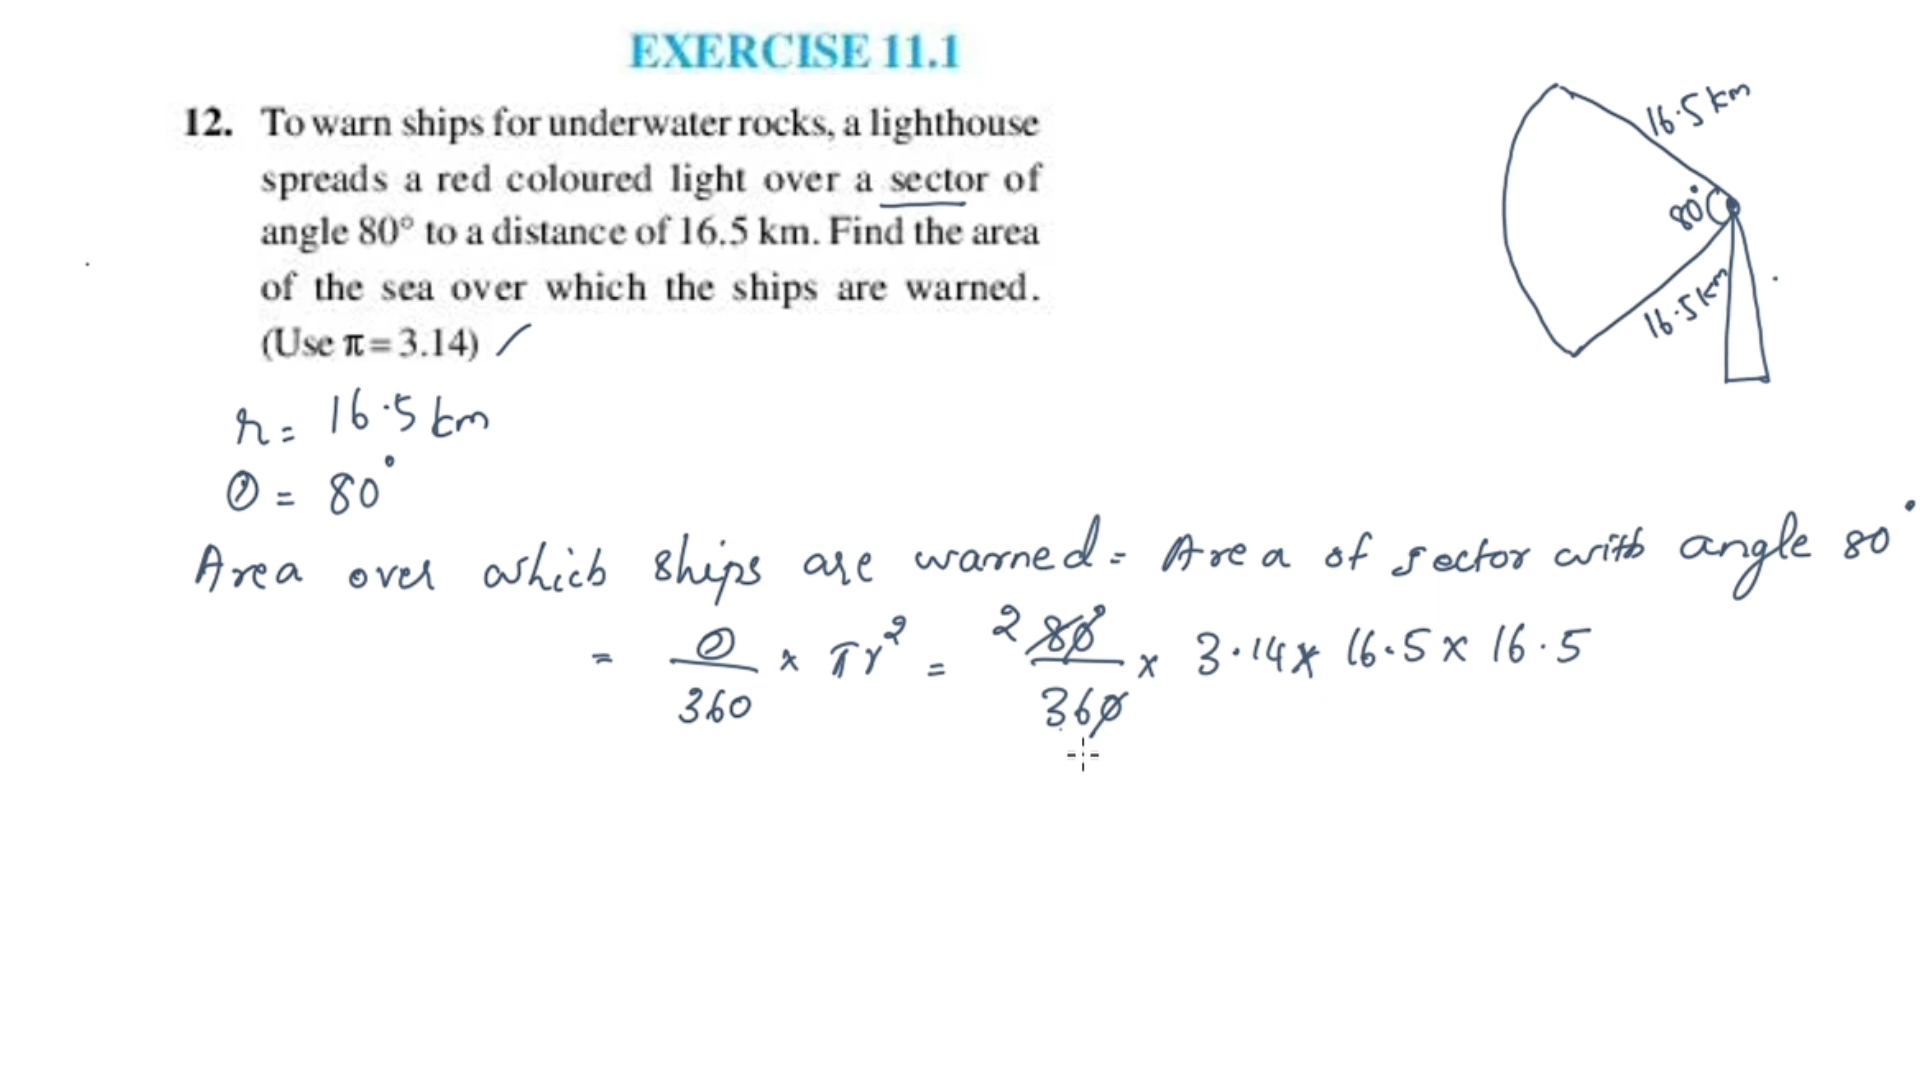 EXERCISE 11.1
12. To warn ships for underwater rocks, a lighthouse
spreads a red coloured light over a sector of
angle 80° to a distance of 16.5 km. Find the area
of the sea over which the ships are warned.
(Use π = 3.14)
16.5 km
80°
16.5 km
r = 16.5 km
θ = 80°
Area over which ships are warned = Area of sector with angle 80°
= θ/360 × πr² = 2 80/360 × 3.14 × 16.5 × 16.5